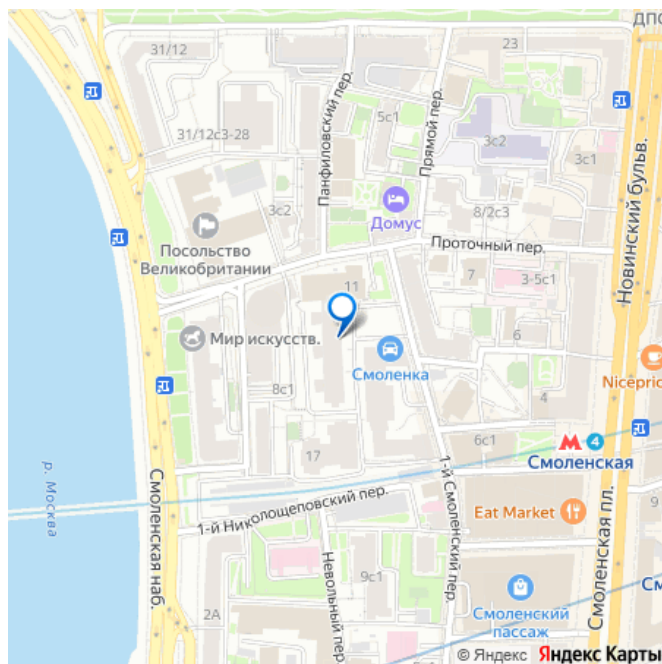 ДПС
31/12
23
31/12с3-28
Панфиловский пер.
5с1
Прямой пер.
3с2
3с1
Новинский бульв.
3с2
Домус
8/2с3
Посольство
Великобритании
Проточный пер.
7
3-5с1
11
6
Мир искусств.
Смоленка
Nicepric
8с1
4
6с1
4
Смоленская
17
9
р. Москва
Смоленская наб.
1-й Николощеповский пер.
1-й Смоленский пер.
Eat Market
Смоленская пл.
Невольный пер.
9с1
2А
Смоленский
пассаж
См
© Яндекс Яндекс Карты